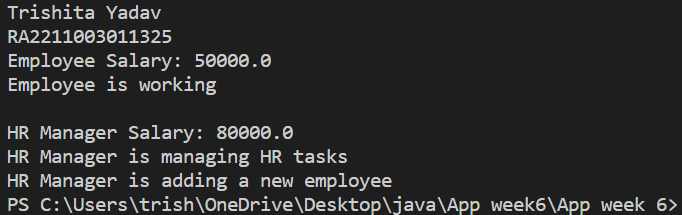 Trishita Yadav
RA2211003011325
Employee Salary: 50000.0
Employee is working
HR Manager Salary: 80000.0
HR Manager is managing HR tasks
HR Manager is adding a new employee
PS C:\Users\trish\OneDrive\Desktop\java\App week6\App week 6>